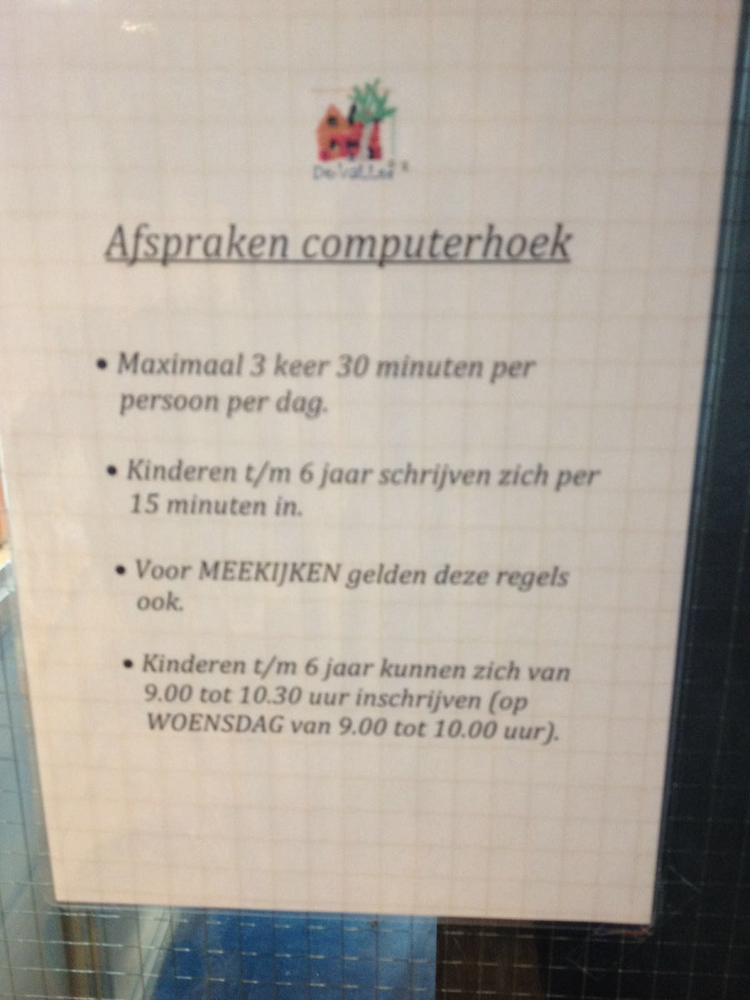 De Vallei
Afspraken computerhoek
• Maximaal 3 keer 30 minuten per
persoon per dag.
• Kinderen t/m 6 jaar schrijven zich per
15 minuten in.
• Voor MEEKIJKEN gelden deze regels
ook.
• Kinderen t/m 6 jaar kunnen zich van
9.00 tot 10.30 uur inschrijven (op
WOENSDAG van 9.00 tot 10.00 uur).